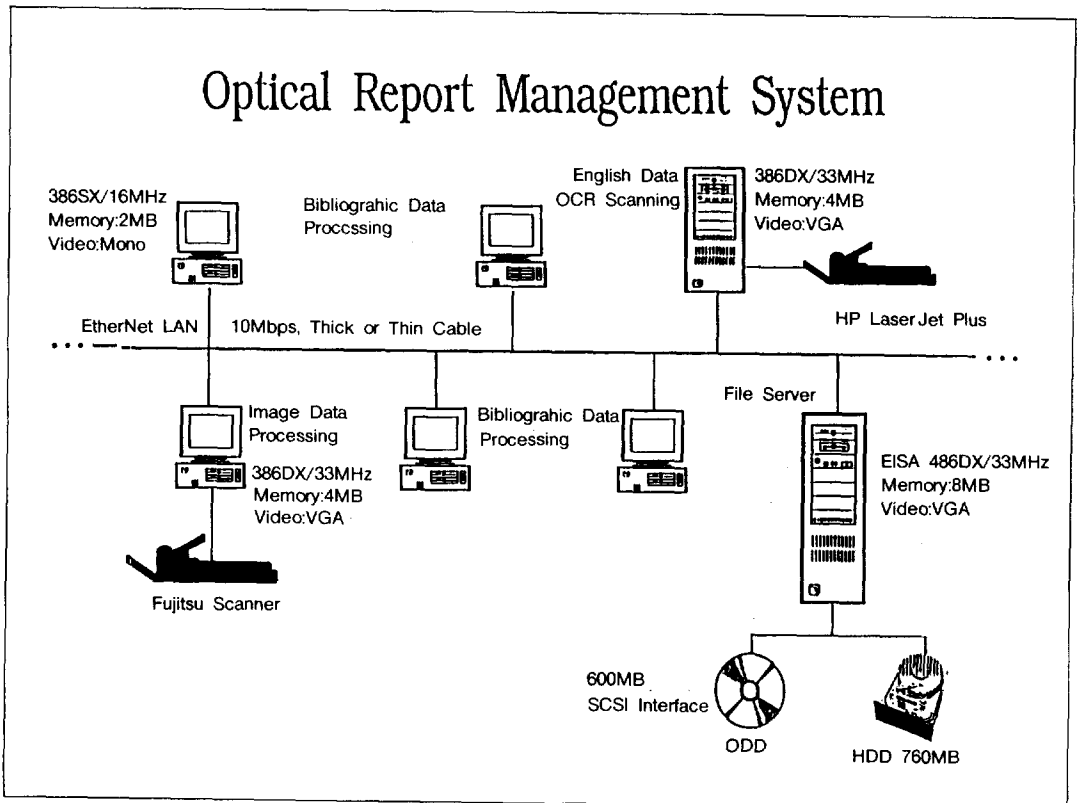 Optical Report Management System
386SX/16MHz
Memory:2MB
Video:Mono
Bibliograhic Data
Proccssing
English Data
OCR Scanning
386DX/33MHz
Memory:4MB
Video:VGA
HP LaserJet Plus
EtherNet LAN 10Mbps, Thick or Thin Cable
Image Data
Processing
386DX/33MHz
Memory:4MB
Video:VGA
Fujitsu Scanner
Bibliograhic Data
Processing
File Server
EISA 486DX/33MHz
Memory:8MB
Video:VGA
600MB
SCSI Interface
ODD
HDD 760MB